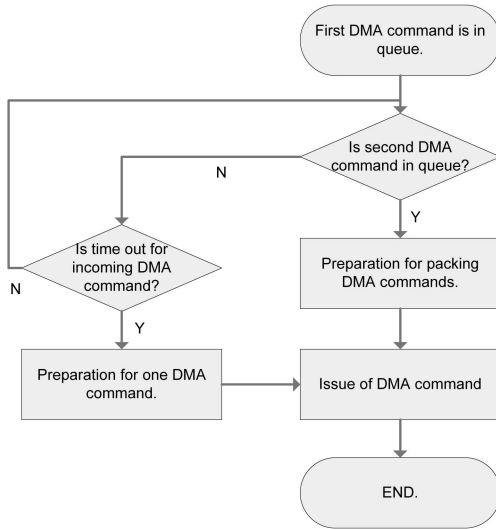 First DMA command is in
queue.
Is second DMA
command in queue?
N
Y
Is time out for
incoming DMA
command?
N
Y
Preparation for packing
DMA commands.
Preparation for one DMA
command.
Issue of DMA command
END.